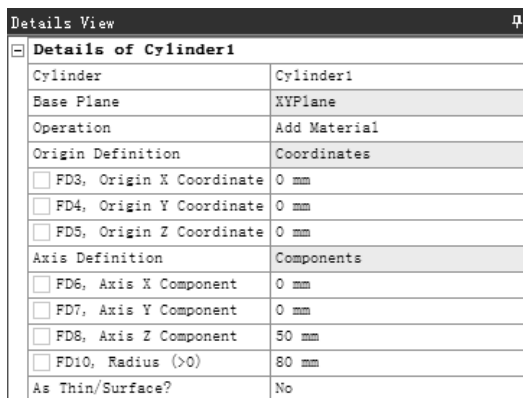 Details View
Details of Cylinder1
Cylinder Cylinder1
Base Plane XYPlane
Operation Add Material
Origin Definition Coordinates
FD3, Origin X Coordinate 0 mm
FD4, Origin Y Coordinate 0 mm
FD5, Origin Z Coordinate 0 mm
Axis Definition Components
FD6, Axis X Component 0 mm
FD7, Axis Y Component 0 mm
FD8, Axis Z Component 50 mm
FD10, Radius (>0) 80 mm
As Thin/Surface? No